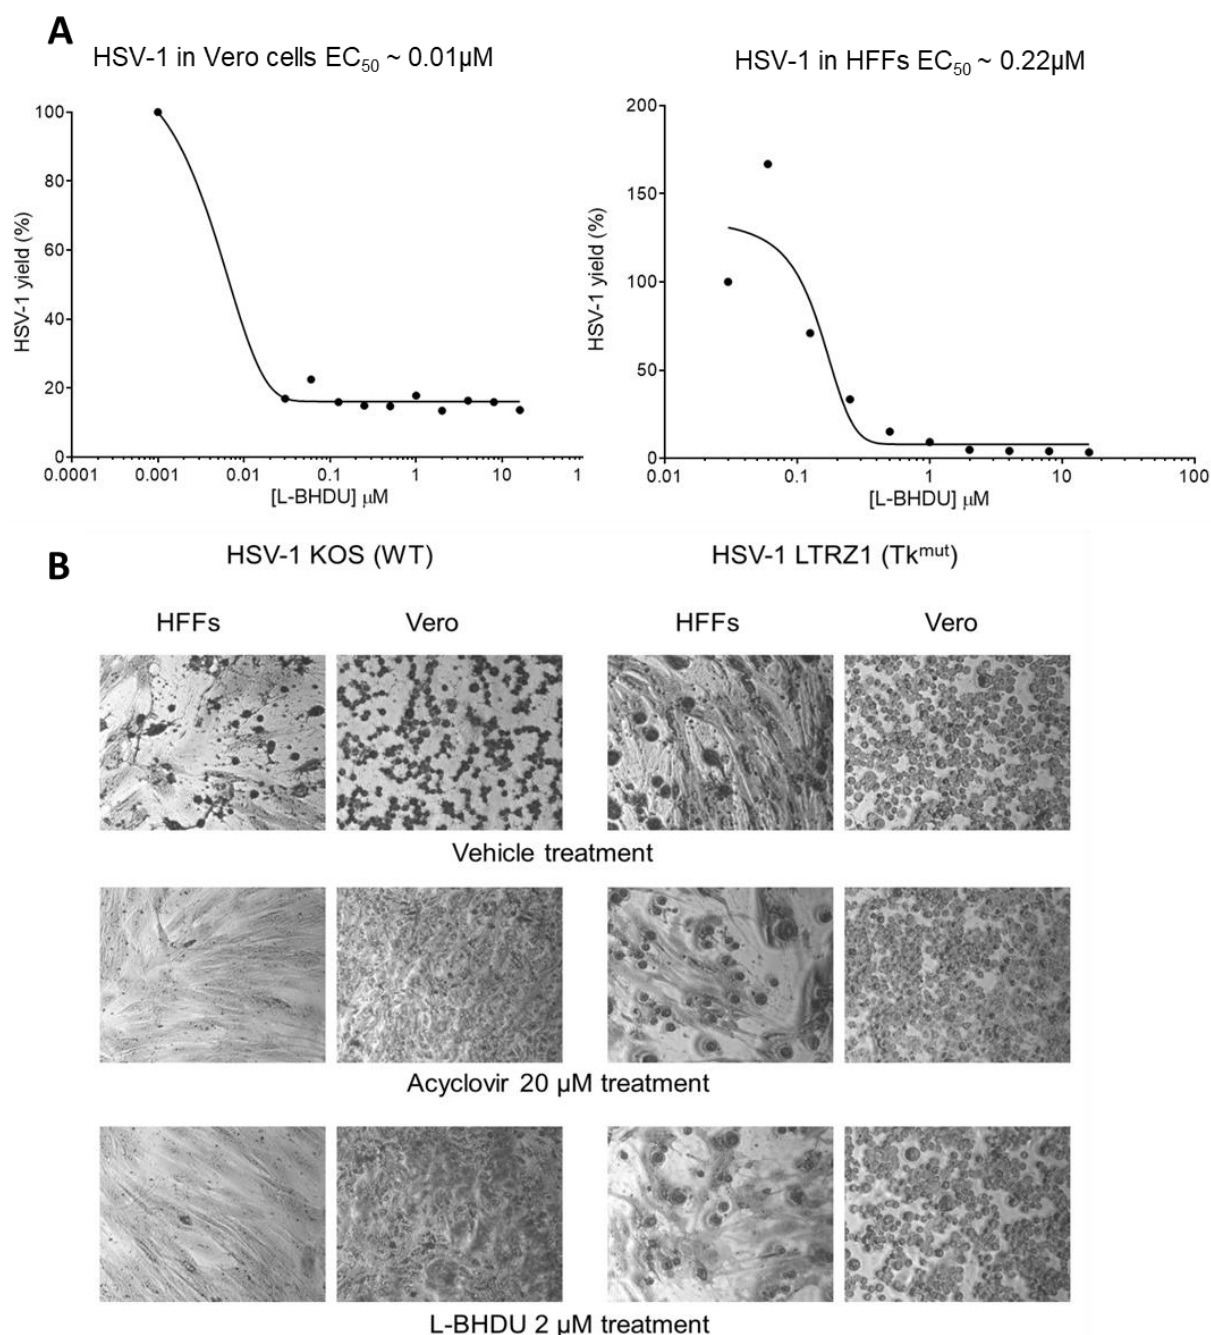 A
HSV-1 in Vero cells EC50 ~ 0.01µM
HSV-1 in HFFs EC50 ~ 0.22µM
100
80
60
40
20
0
HSV-1 yield (%)
0.0001 0.001 0.01 0.1 1 10 1
[L-BHDU] µM
200
150
100
50
0
HSV-1 yield (%)
0.01 0.1 1 10 100
[L-BHDU] µM
B
HSV-1 KOS (WT)
HSV-1 LTRZ1 (Tkmut)
HFFs Vero HFFs Vero
Vehicle treatment
Acyclovir 20 µM treatment
L-BHDU 2 µM treatment